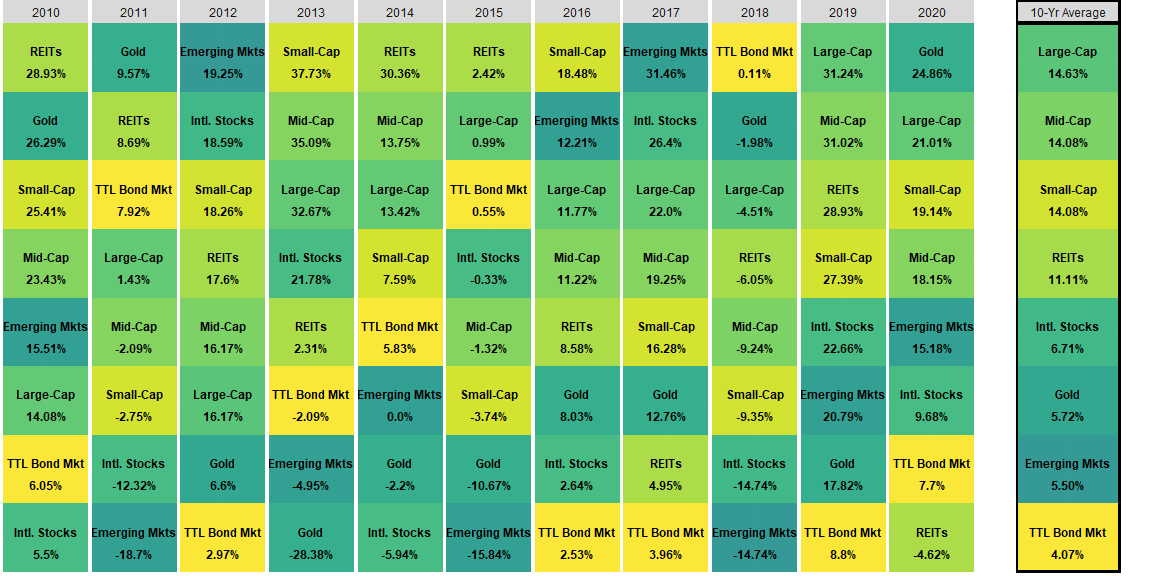 2010 2011 2012 2013 2014 2015 2016 2017 2018 2019 2020 10-Yr Average
REITs Gold Emerging Mkts Small-Cap REITs REITs Small-Cap Emerging Mkts TTL Bond Mkt Large-Cap Gold Large-Cap
28.93% 9.57% 19.25% 37.73% 30.36% 2.42% 18.48% 31.46% 0.11% 31.24% 24.86% 14.63%
Gold REITs Intl. Stocks Mid-Cap Mid-Cap Large-Cap Emerging Mkts Intl. Stocks Gold Mid-Cap Large-Cap Mid-Cap
26.29% 8.69% 18.59% 35.09% 13.75% 0.99% 12.21% 26.4% -1.98% 31.02% 21.01% 14.08%
Small-Cap TTL Bond Mkt Small-Cap Large-Cap Large-Cap TTL Bond Mkt Large-Cap Large-Cap Large-Cap REITs Small-Cap Small-Cap
25.41% 7.92% 18.26% 32.67% 13.42% 0.55% 11.77% 22.0% -4.51% 28.93% 19.14% 14.08%
Mid-Cap Large-Cap REITs Intl. Stocks Small-Cap Intl. Stocks Mid-Cap Mid-Cap REITs Small-Cap Mid-Cap REITs
23.43% 1.43% 17.6% 21.78% 7.59% -0.33% 11.22% 19.25% -6.05% 27.39% 18.15% 11.11%
Emerging Mkts Mid-Cap Mid-Cap REITs TTL Bond Mkt Mid-Cap REITs Small-Cap Mid-Cap Intl. Stocks Emerging Mkts Intl. Stocks
15.51% -2.09% 16.17% 2.31% 5.83% -1.32% 8.58% 16.28% -9.24% 22.66% 15.18% 6.71%
Large-Cap Small-Cap Large-Cap TTL Bond Mkt Emerging Mkts Small-Cap Gold Gold Small-Cap Emerging Mkts Intl. Stocks Gold
14.08% -2.75% 16.17% -2.09% 0.0% -3.74% 8.03% 12.76% -9.35% 20.79% 9.68% 5.72%
TTL Bond Mkt Intl. Stocks Gold Emerging Mkts Gold Gold Intl. Stocks REITs Intl. Stocks Gold TTL Bond Mkt Emerging Mkts
6.05% -12.32% 6.6% -4.95% -2.2% -10.67% 2.64% 4.95% -14.74% 17.82% 7.7% 5.50%
Intl. Stocks Emerging Mkts TTL Bond Mkt Gold Intl. Stocks Emerging Mkts TTL Bond Mkt TTL Bond Mkt Emerging Mkts TTL Bond Mkt REITs TTL Bond Mkt
5.5% -18.7% 2.97% -28.38% -5.94% -15.84% 2.53% 3.96% -14.74% 8.8% -4.62% 4.07%